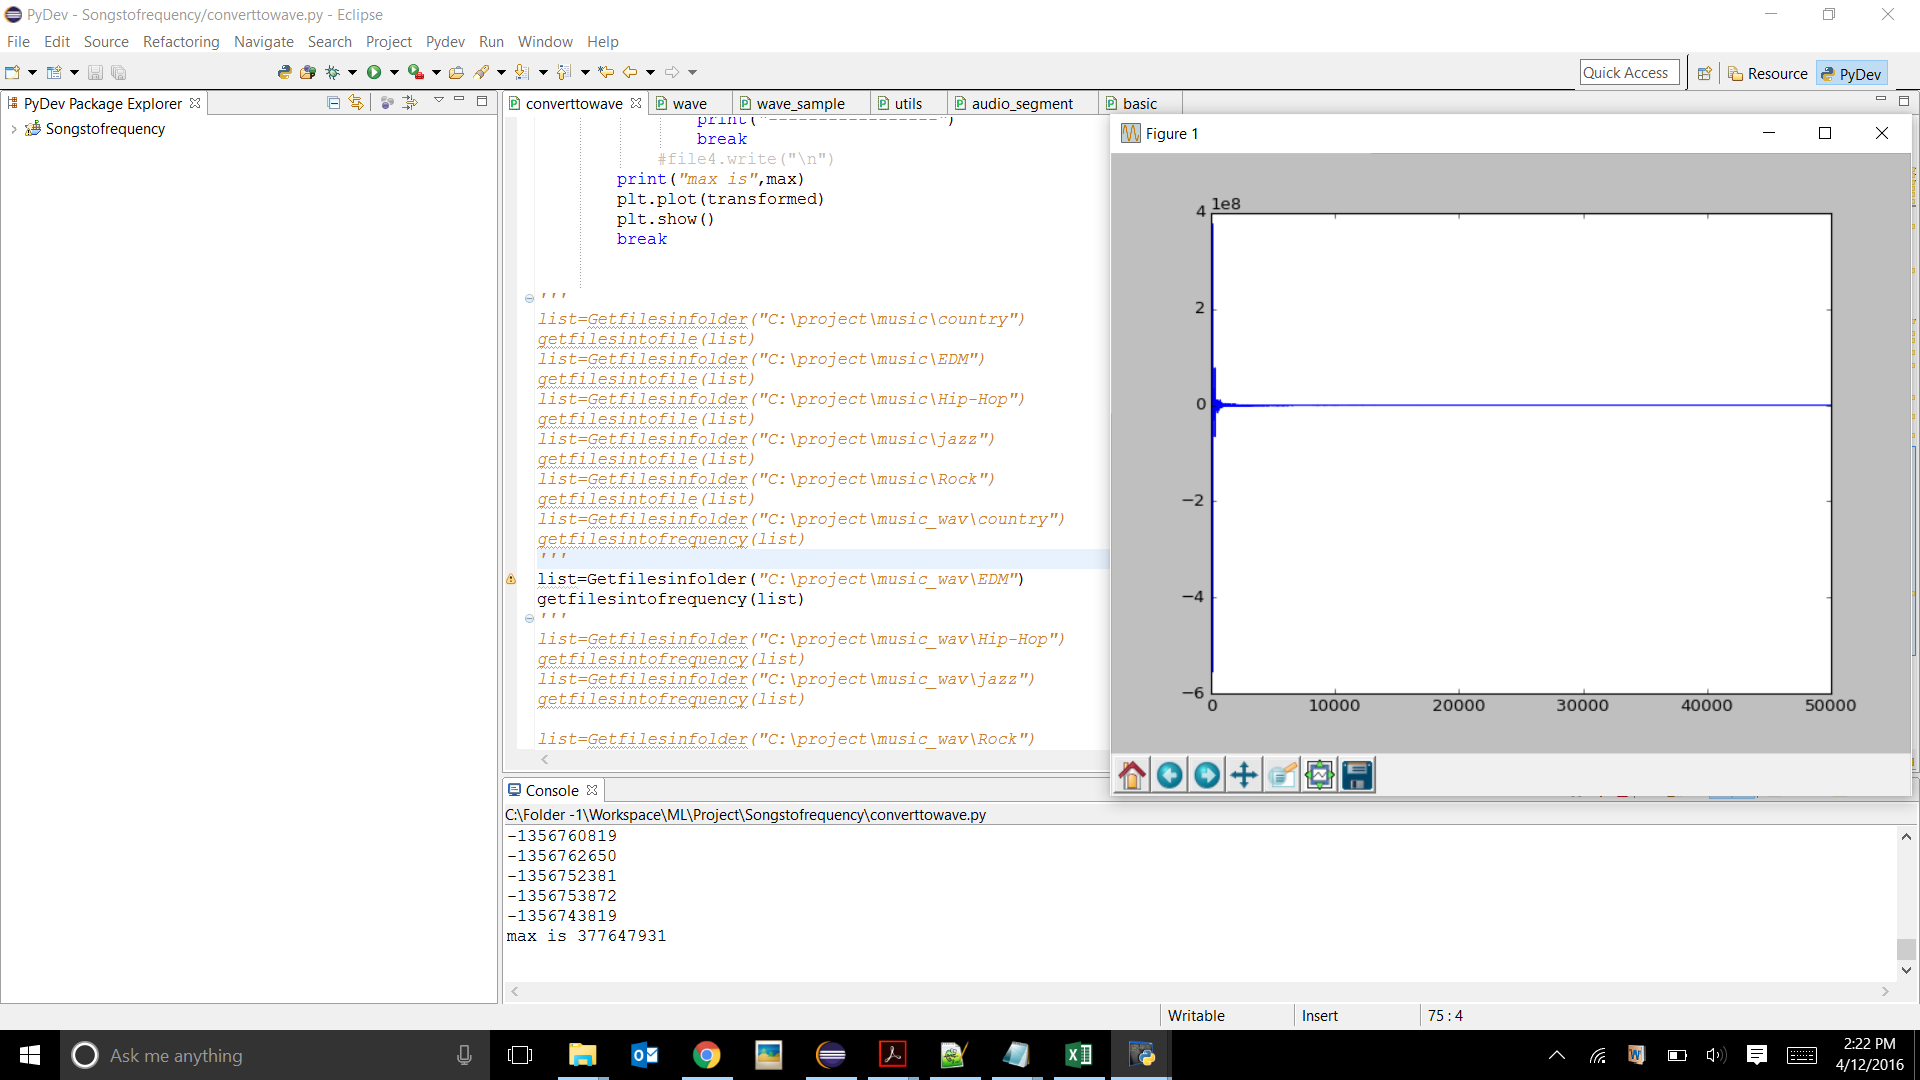 PyDev - Songstofrequency/converttowave.py - Eclipse
File Edit Source Refactoring Navigate Search Project Pydev Run Window Help
Quick Access
Resource
PyDev
PyDev Package Explorer
Songstofrequency
converttowave
wave
wave_sample
utils
audio_segment
basic
print("-----------------")
break
#file4.write("\n")
print("max is",max)
plt.plot(transformed)
plt.show()
break
'''
list=Getfilesinfolder("C:\project\music\country")
getfilesintofile(list)
list=Getfilesinfolder("C:\project\music\EDM")
getfilesintofile(list)
list=Getfilesinfolder("C:\project\music\Hip-Hop")
getfilesintofile(list)
list=Getfilesinfolder("C:\project\music\jazz")
getfilesintofile(list)
list=Getfilesinfolder("C:\project\music\Rock")
getfilesintofile(list)
list=Getfilesinfolder("C:\project\music_wav\country")
getfilesintofrequency(list)
'''
list=Getfilesinfolder("C:\project\music_wav\EDM")
getfilesintofrequency(list)
'''
list=Getfilesinfolder("C:\project\music_wav\Hip-Hop")
getfilesintofrequency(list)
list=Getfilesinfolder("C:\project\music_wav\jazz")
getfilesintofrequency(list)
list=Getfilesinfolder("C:\project\music_wav\Rock")
Figure 1
1e8
4
2
0
−2
−4
−6
0 10000 20000 30000 40000 50000
Console
C:\Folder -1\Workspace\ML\Project\Songstofrequency\converttowave.py
-1356760819
-1356762650
-1356752381
-1356753872
-1356743819
max is 377647931
Writable
Insert
75 : 4
Ask me anything
2:22 PM
4/12/2016